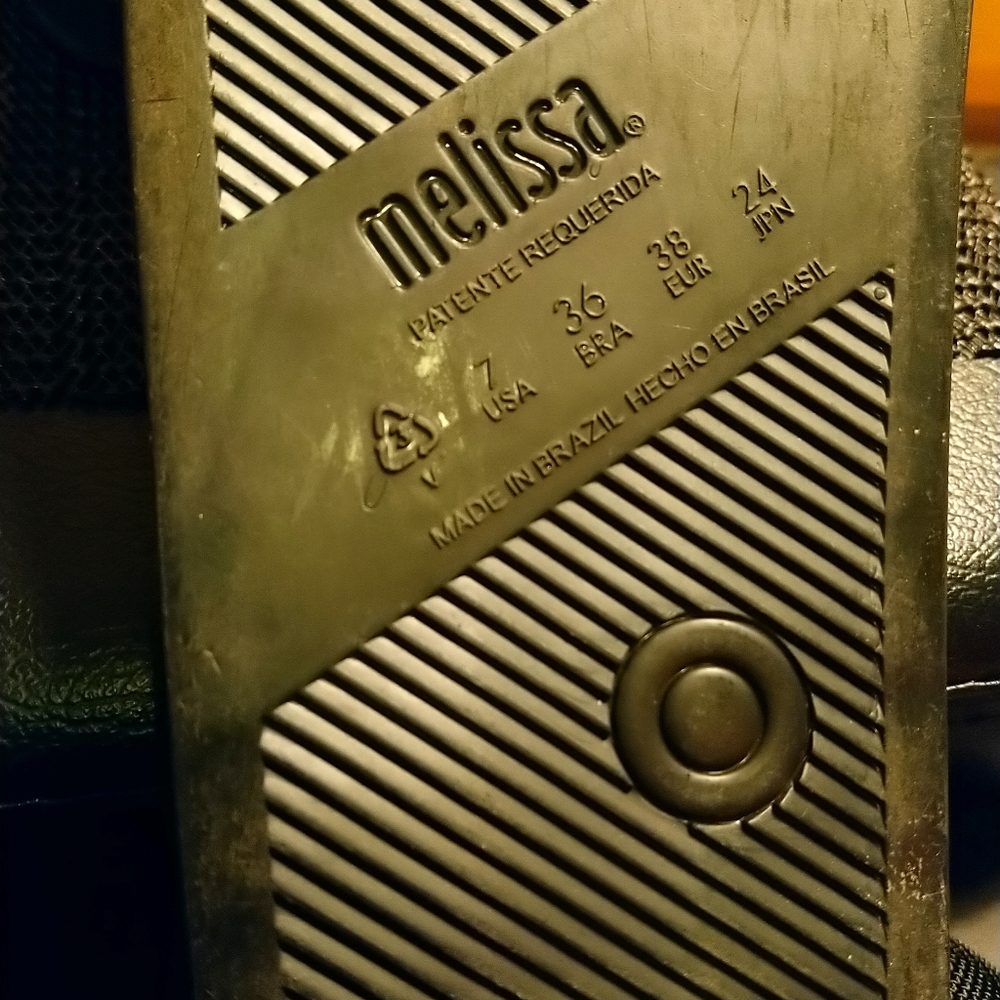 melissa®
PATENTE REQUERIDA
7 36 38 24
USA BRA EUR JPN
3
V
MADE IN BRAZIL HECHO EN BRASIL